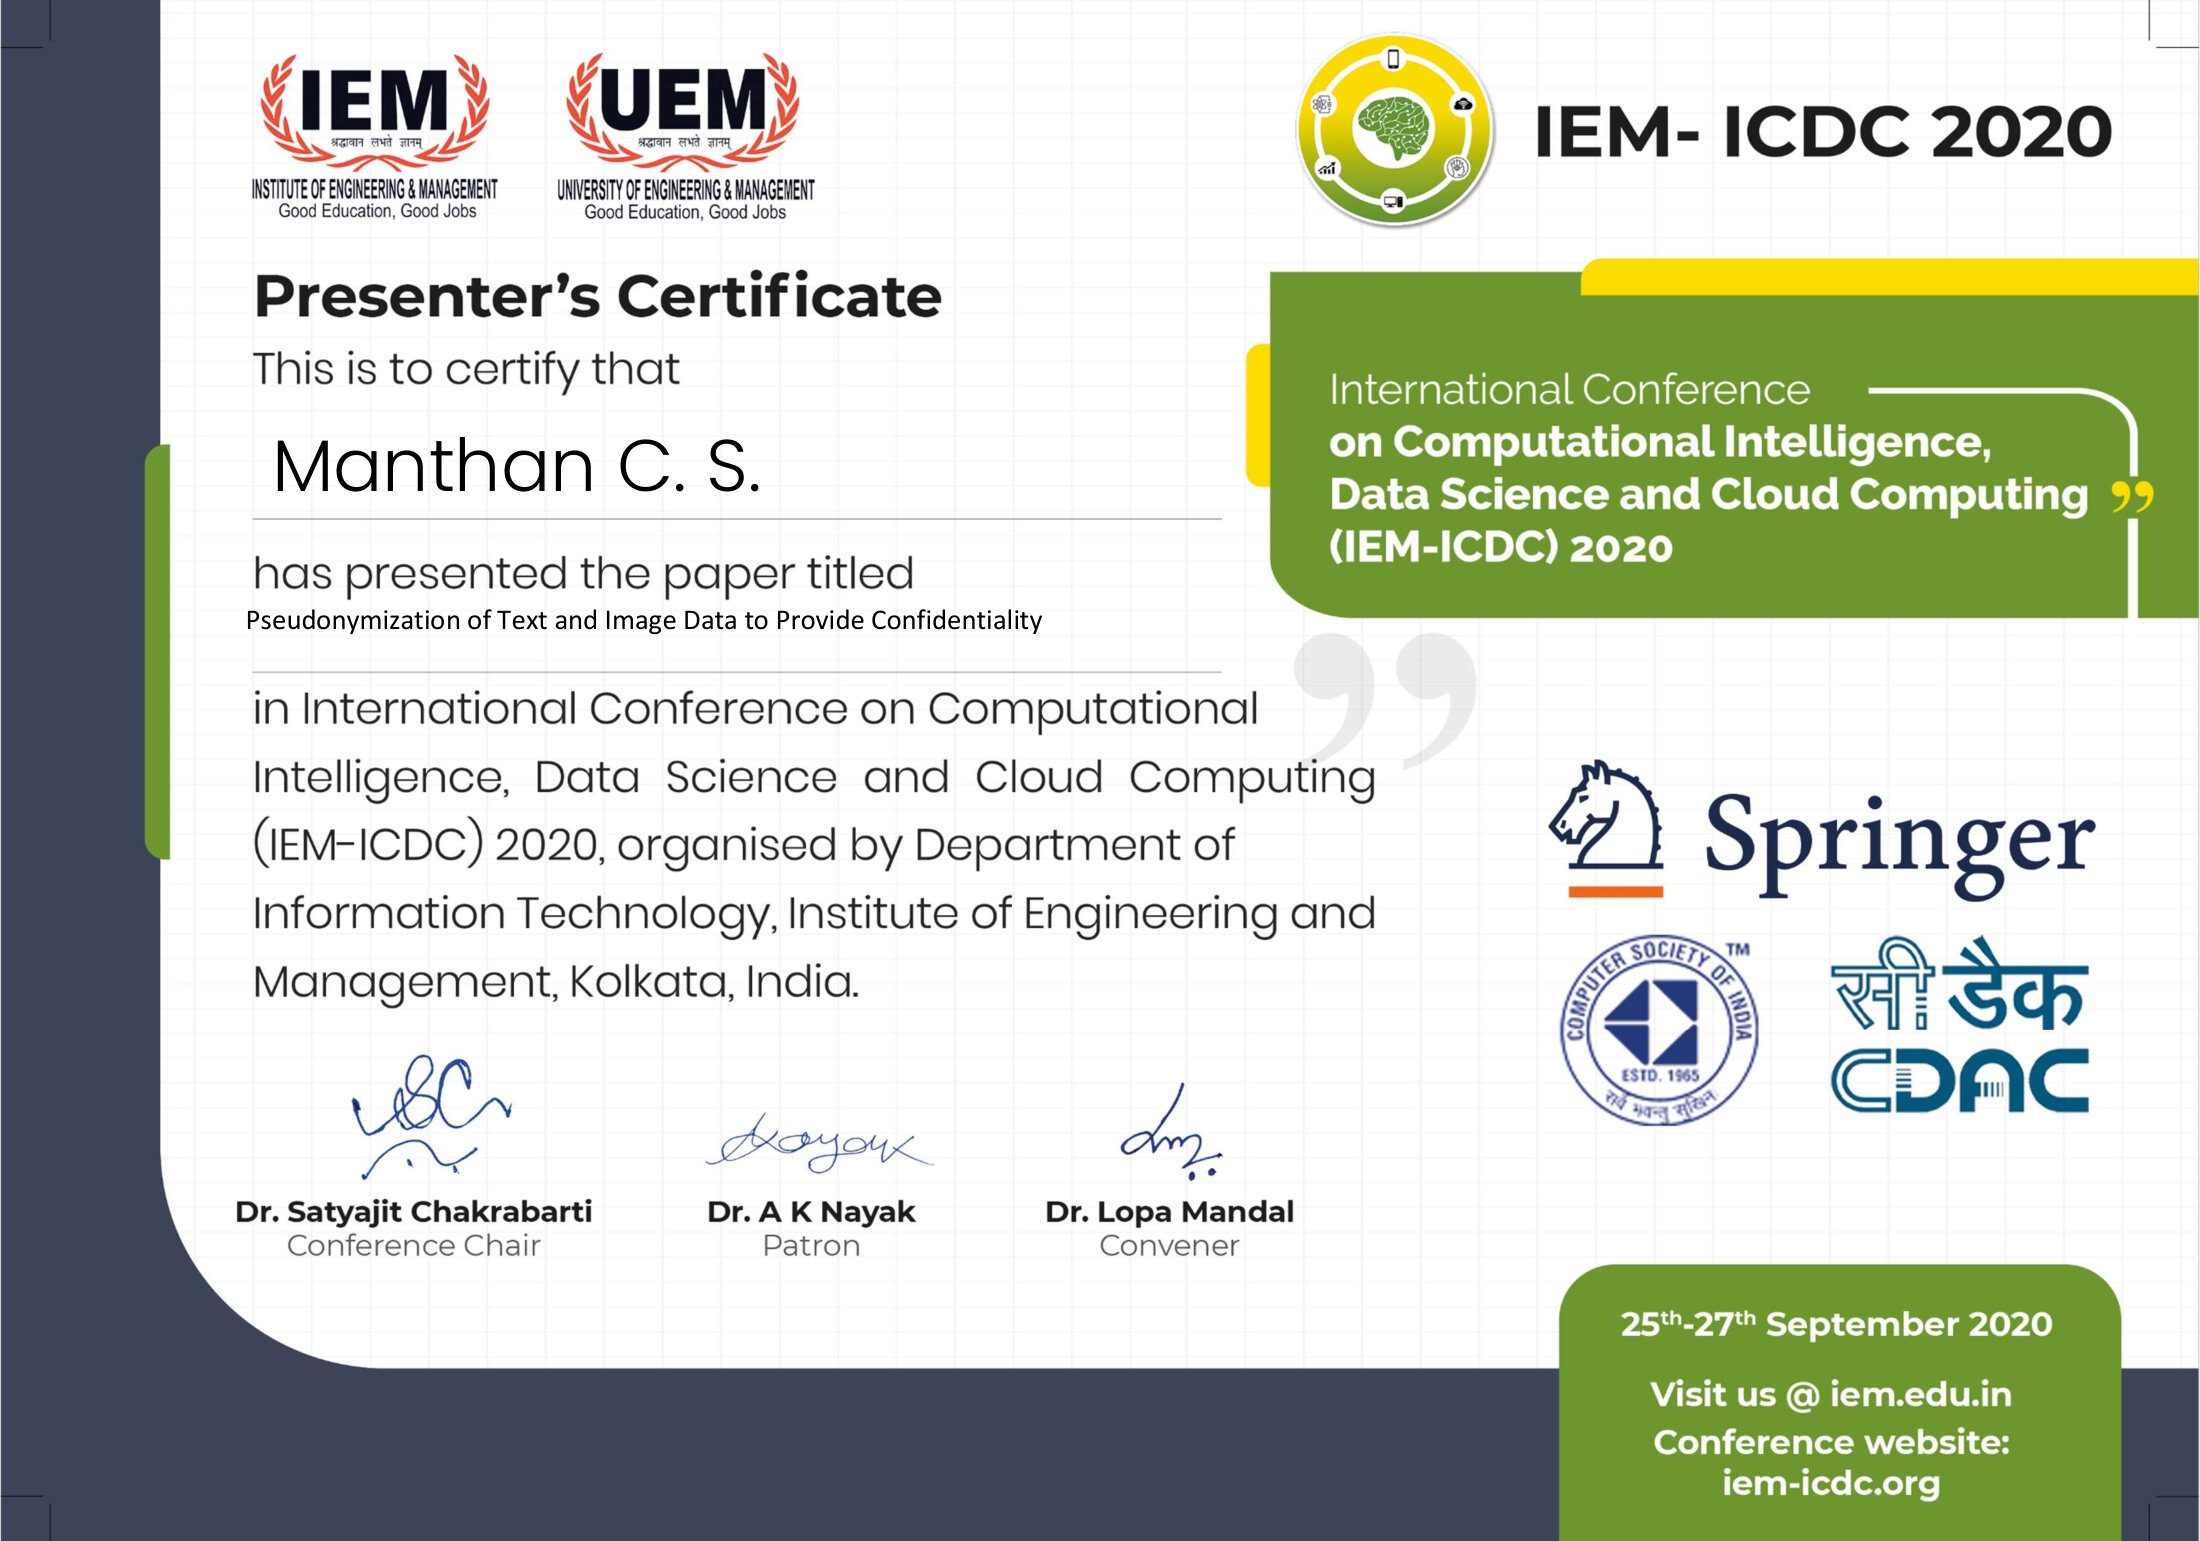 IEM
श्रद्धावान लभते ज्ञानम्
INSTITUTE OF ENGINEERING & MANAGEMENT
Good Education, Good Jobs
UEM
श्रद्धावान लभते ज्ञानम्
UNIVERSITY OF ENGINEERING & MANAGEMENT
Good Education, Good Jobs
IEM- ICDC 2020
Presenter’s Certificate
This is to certify that
Manthan C. S.
has presented the paper titled
Pseudonymization of Text and Image Data to Provide Confidentiality
in International Conference on Computational
Intelligence, Data Science and Cloud Computing
(IEM-ICDC) 2020, organised by Department of
Information Technology, Institute of Engineering and
Management, Kolkata, India.
International Conference
on Computational Intelligence,
Data Science and Cloud Computing
(IEM-ICDC) 2020
”
Springer
COMPUTER SOCIETY OF INDIA
TM
ESTD. 1965
सर्वे भवन्तु सुखिनः
सी डैक
CDAC
Dr. Satyajit Chakrabarti
Conference Chair
Dr. A K Nayak
Patron
Dr. Lopa Mandal
Convener
25th-27th September 2020
Visit us @ iem.edu.in
Conference website:
iem-icdc.org